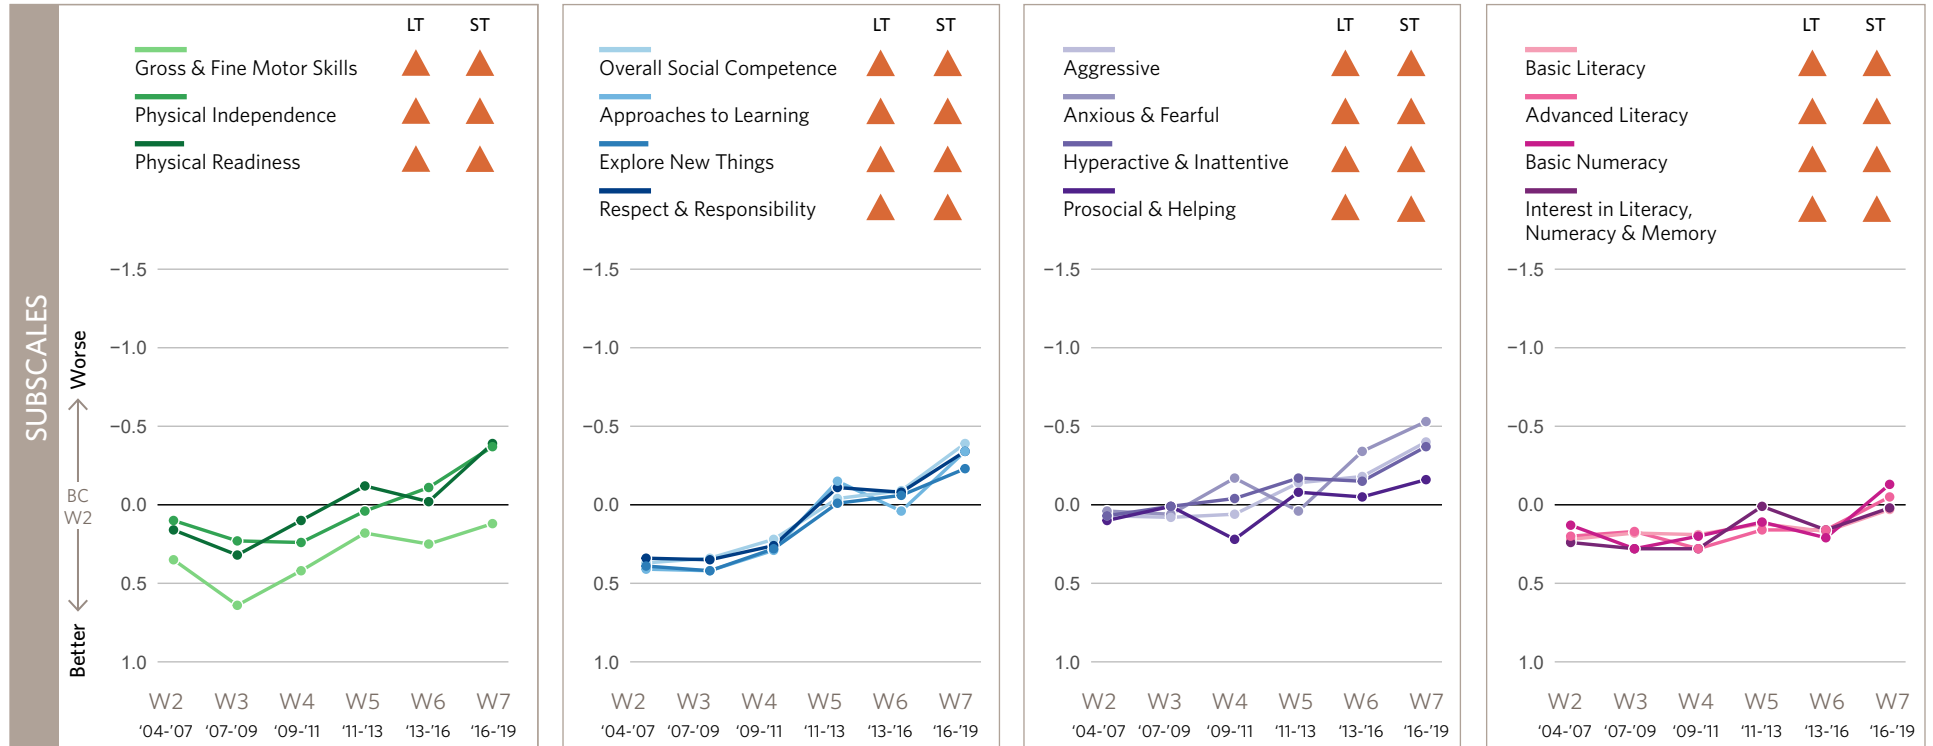 SUBSCALES
LT ST
Gross & Fine Motor Skills
Physical Independence
Physical Readiness
−1.5
−1.0
−0.5
0.0
0.5
1.0
Worse
BC
W2
Better
W2 W3 W4 W5 W6 W7
‘04-’07 ‘07-’09 ‘09-’11 ‘11-’13 ‘13-’16 ‘16-’19
LT ST
Overall Social Competence
Approaches to Learning
Explore New Things
Respect & Responsibility
−1.5
−1.0
−0.5
0.0
0.5
1.0
W2 W3 W4 W5 W6 W7
‘04-’07 ‘07-’09 ‘09-’11 ‘11-’13 ‘13-’16 ‘16-’19
LT ST
Aggressive
Anxious & Fearful
Hyperactive & Inattentive
Prosocial & Helping
−1.5
−1.0
−0.5
0.0
0.5
1.0
W2 W3 W4 W5 W6 W7
‘04-’07 ‘07-’09 ‘09-’11 ‘11-’13 ‘13-’16 ‘16-’19
LT ST
Basic Literacy
Advanced Literacy
Basic Numeracy
Interest in Literacy,
Numeracy & Memory
−1.5
−1.0
−0.5
0.0
0.5
1.0
W2 W3 W4 W5 W6 W7
‘04-’07 ‘07-’09 ‘09-’11 ‘11-’13 ‘13-’16 ‘16-’19